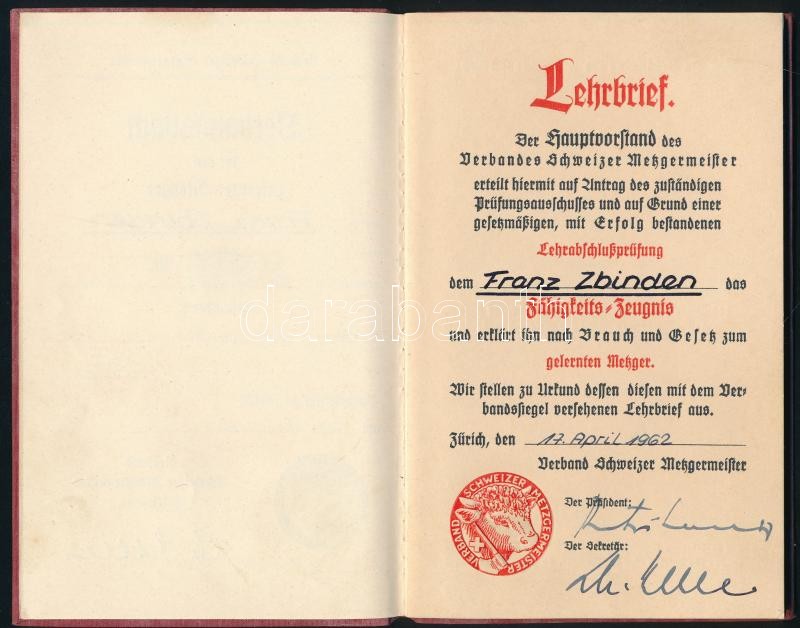 Lehrbrief.
Der Hauptvorstand des
Verbandes Schweizer Metzgermeister
erteilt hiermit auf Antrag des zuständigen
Prüfungsausschusses und auf Grund einer
gesetzmäßigen, mit Erfolg bestandenen
Lehrabschlußprüfung
dem Franz Zbinden das
Fähigkeits-Zeugnis
und erklärt ihn nach Brauch und Gesetz zum
gelernten Metzger.
Wir stellen zu Urkund dessen diesen mit dem Ver-
bandssiegel versehenen Lehrbrief aus.
Zürich, den 17. April 1962
Verband Schweizer Metzgermeister
VERBAND SCHWEIZER METZGERMEISTER
Der Präsident:
Der Sekretär:
darabanth